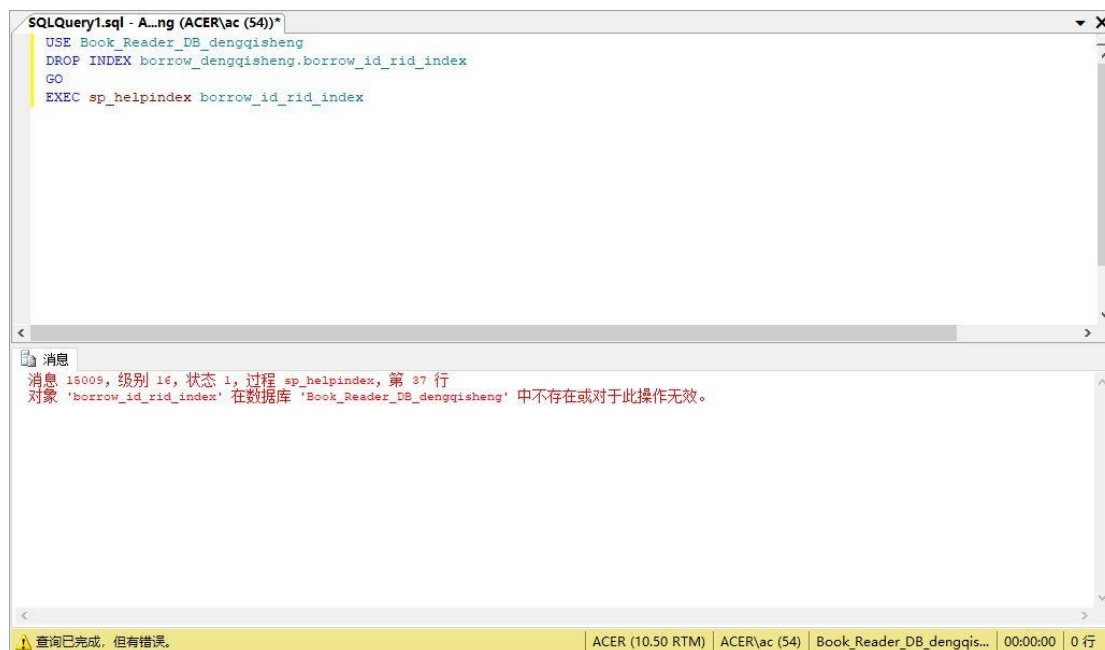 SQLQuery1.sql - A...ng (ACER\ac (54))*
USE Book_Reader_DB_dengqisheng
DROP INDEX borrow_dengqisheng.borrow_id_rid_index
GO
EXEC sp_helpindex borrow_id_rid_index
消息
消息 15009，级别 16，状态 1，过程 sp_helpindex，第 37 行
对象 'borrow_id_rid_index' 在数据库 'Book_Reader_DB_dengqisheng' 中不存在或对于此操作无效。
查询已完成，但有错误。 ACER (10.50 RTM) ACER\ac (54) Book_Reader_DB_dengqis... 00:00:00 0 行